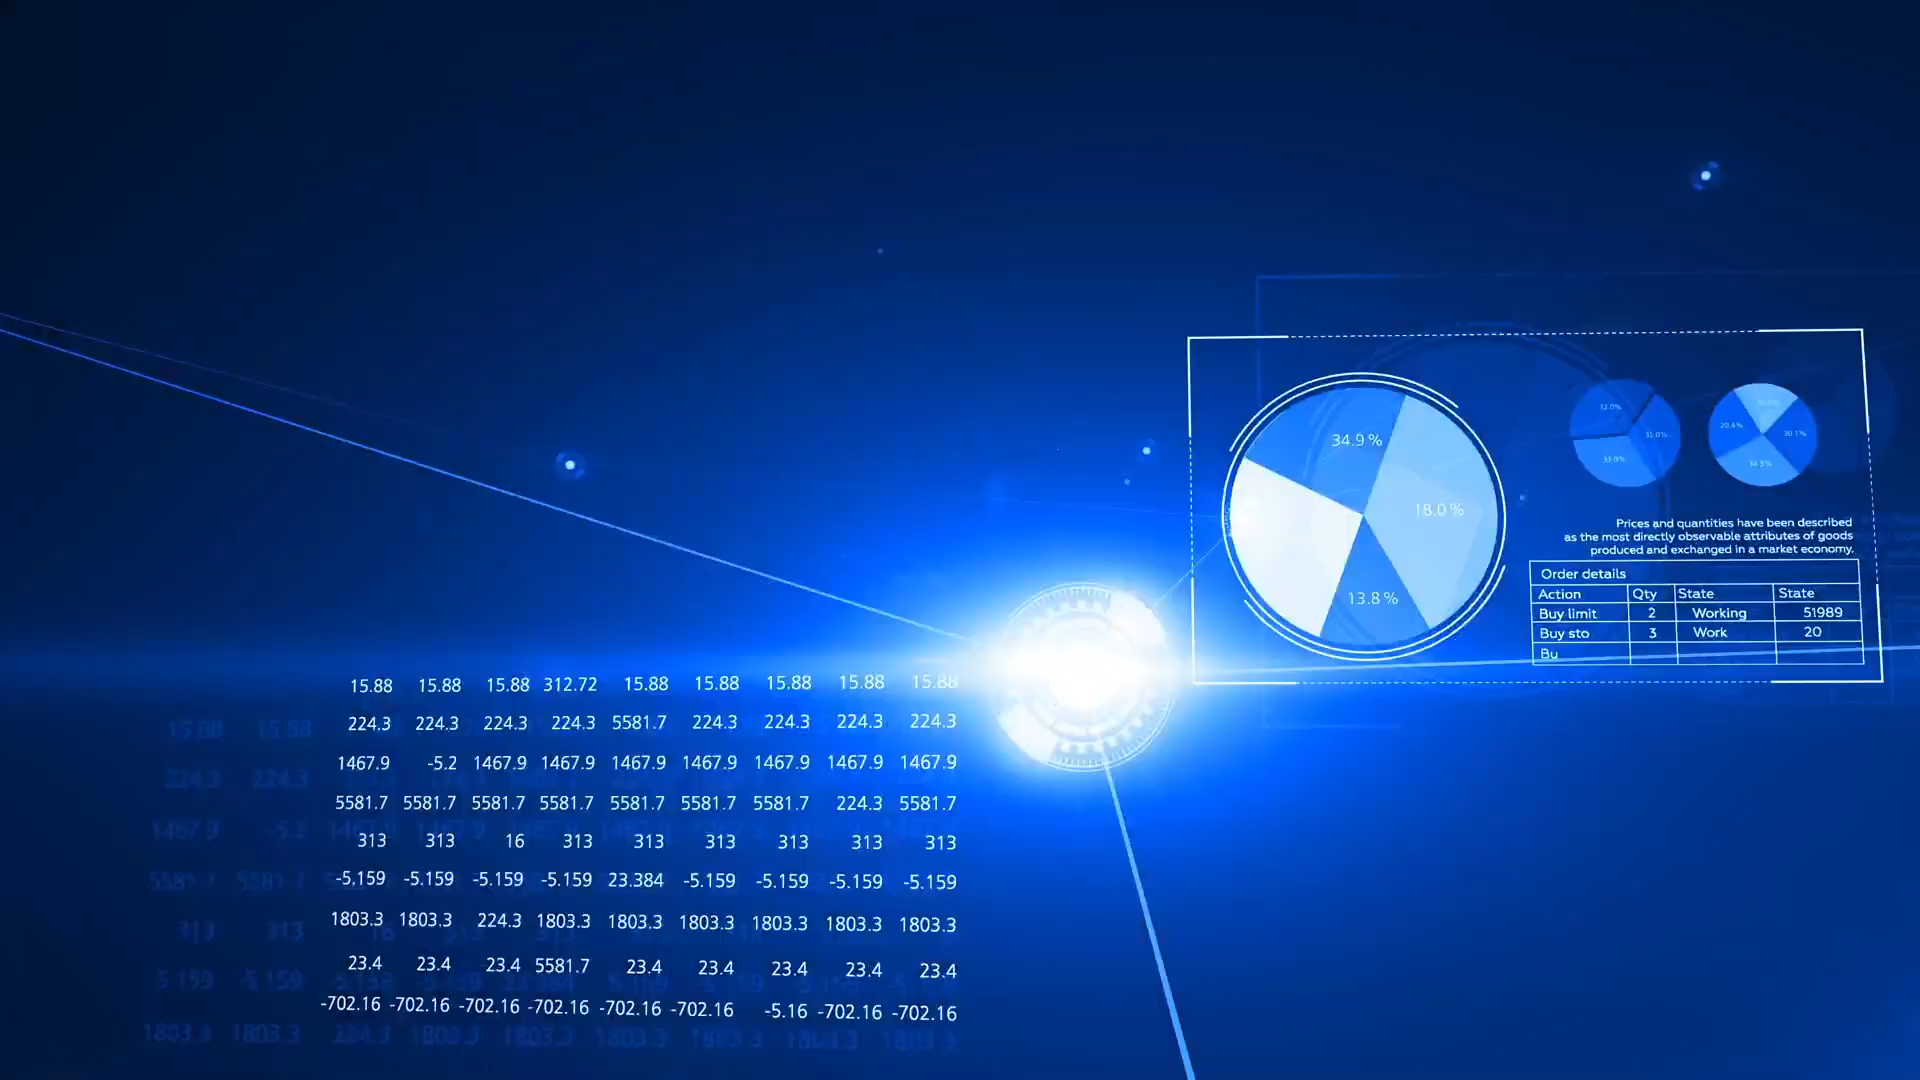 15.88 15.88 15.88 312.72 15.88 15.88 15.88 15.88 15.88
224.3 224.3 224.3 224.3 5581.7 224.3 224.3 224.3 224.3
1467.9 -5.2 1467.9 1467.9 1467.9 1467.9 1467.9 1467.9 1467.9
5581.7 5581.7 5581.7 5581.7 5581.7 5581.7 5581.7 224.3 5581.7
313 313 16 313 313 313 313 313 313
-5.159 -5.159 -5.159 -5.159 23.384 -5.159 -5.159 -5.159 -5.159
1803.3 1803.3 224.3 1803.3 1803.3 1803.3 1803.3 1803.3 1803.3
23.4 23.4 23.4 5581.7 23.4 23.4 23.4 23.4 23.4
-702.16 -702.16 -702.16 -702.16 -702.16 -702.16 -5.16 -702.16 -702.16
34.9 %
18.0 %
13.8 %
35.0%
33.0%
20.4%
30.1%
Prices and quantities have been described
as the most directly observable attributes of goods
produced and exchanged in a market economy.
Order details
Action Qty State State
Buy limit 2 Working 51989
Buy sto 3 Work 20
Bu